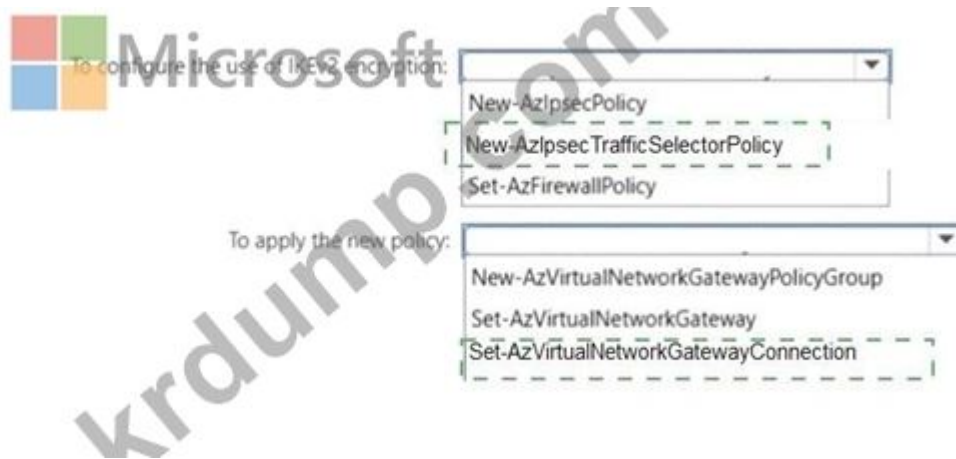 Microsoft
To configure the use of IKEv2 encryption:
New-AzIpsecPolicy
New-AzIpsecTrafficSelectorPolicy
Set-AzFirewallPolicy
To apply the new policy:
New-AzVirtualNetworkGatewayPolicyGroup
Set-AzVirtualNetworkGateway
Set-AzVirtualNetworkGatewayConnection
krdump.com